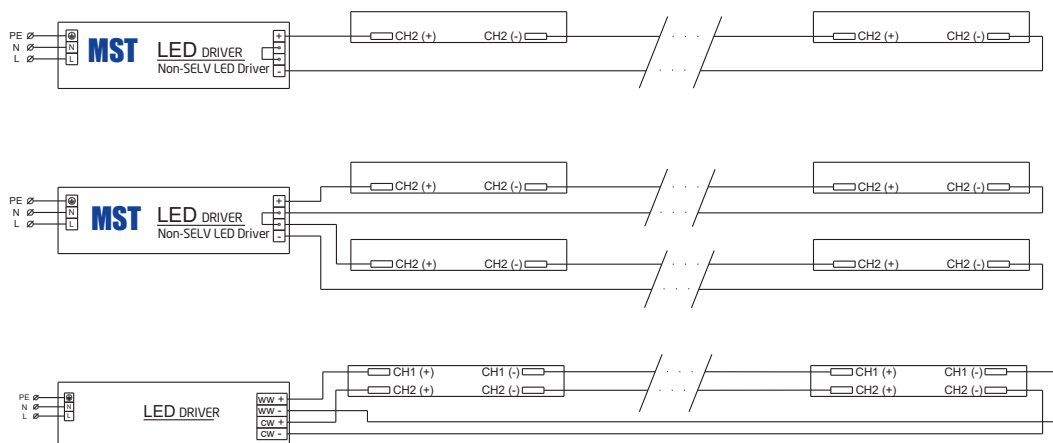 PE
N
L
N
L
MST
LED DRIVER
Non-SELV LED Driver
+
-
CH2 (+) CH2 (-)
CH2 (+) CH2 (-)
PE
N
L
N
L
MST
LED DRIVER
Non-SELV LED Driver
+
-
CH2 (+) CH2 (-)
CH2 (+) CH2 (-)
CH2 (+) CH2 (-)
CH2 (+) CH2 (-)
PE
N
L
N
L
LED DRIVER
WW +
WW -
CW +
CW -
CH1 (+) CH1 (-)
CH2 (+) CH2 (-)
CH1 (+) CH1 (-)
CH2 (+) CH2 (-)